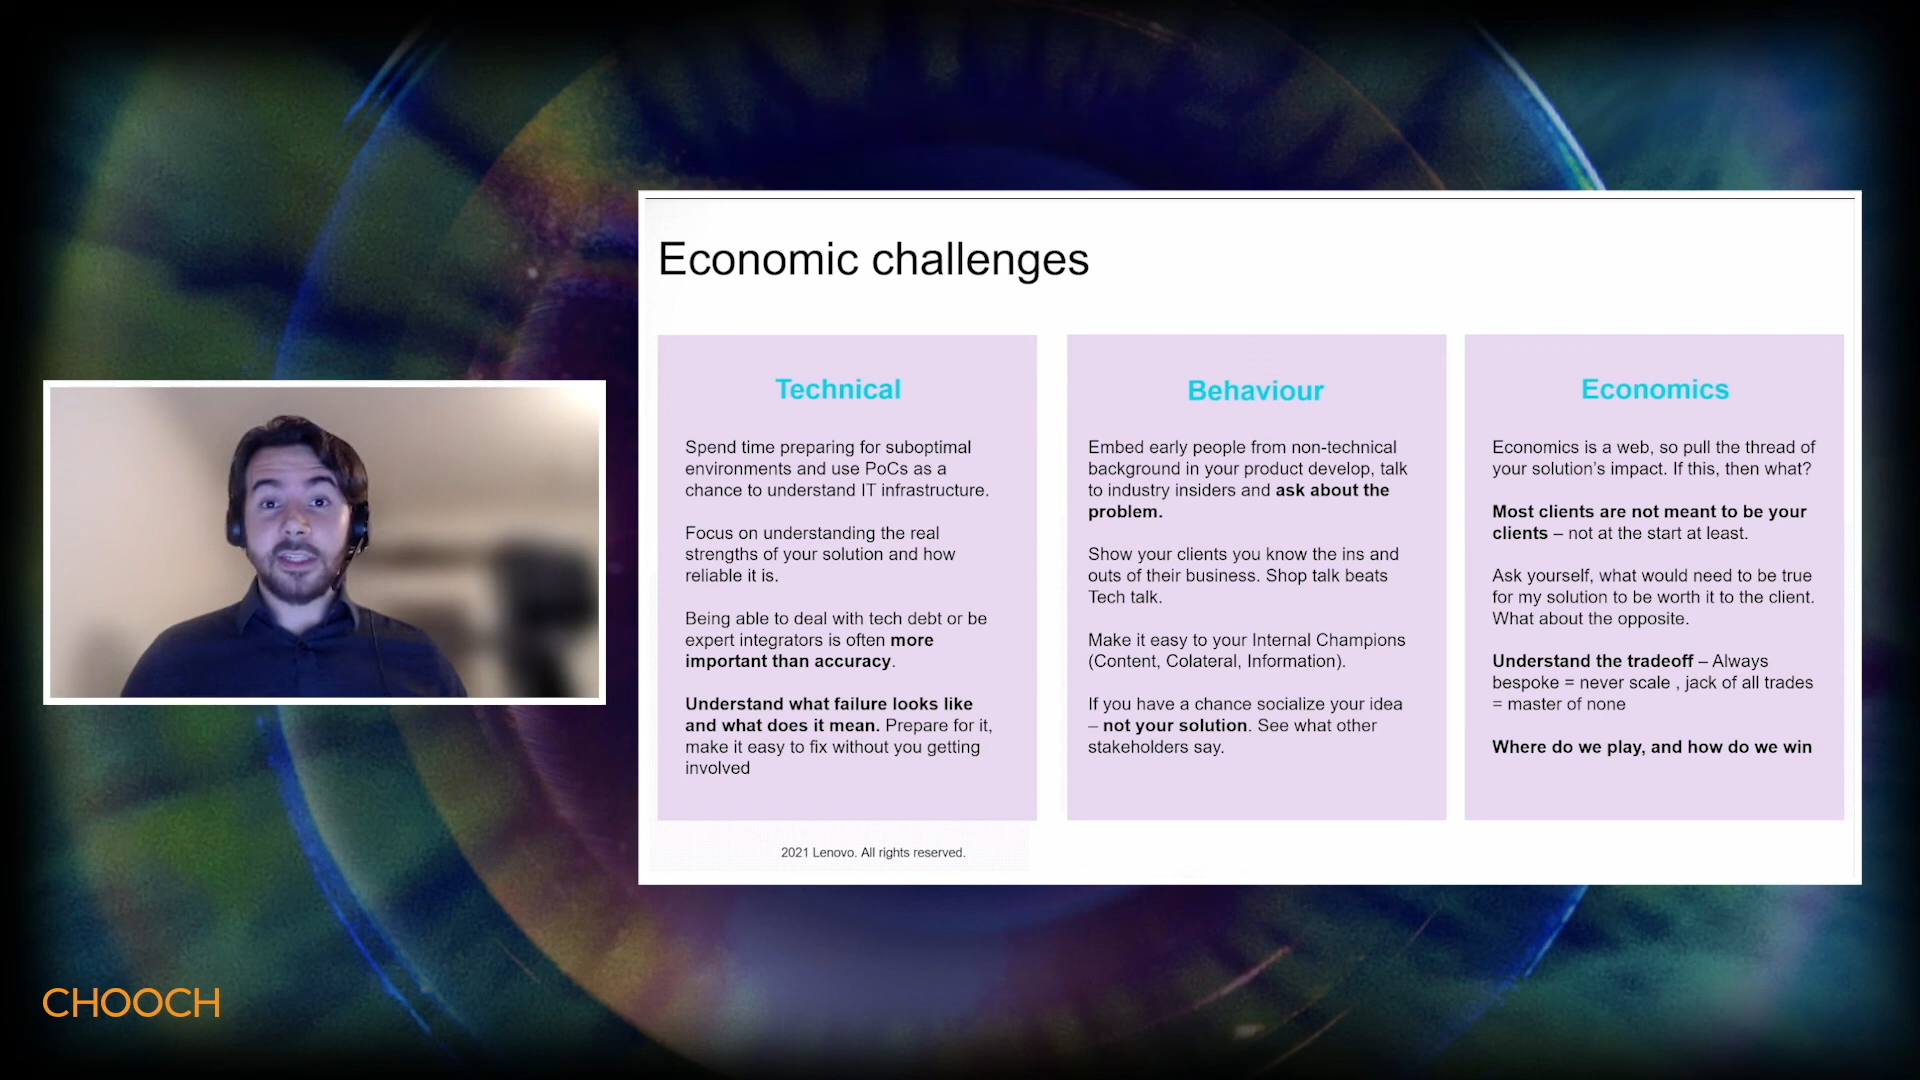 Economic challenges
Technical
Spend time preparing for suboptimal
environments and use PoCs as a
chance to understand IT infrastructure.
Focus on understanding the real
strengths of your solution and how
reliable it is.
Being able to deal with tech debt or be
expert integrators is often more
important than accuracy.
Understand what failure looks like
and what does it mean. Prepare for it,
make it easy to fix without you getting
involved
Behaviour
Embed early people from non-technical
background in your product develop, talk
to industry insiders and ask about the
problem.
Show your clients you know the ins and
outs of their business. Shop talk beats
Tech talk.
Make it easy to your Internal Champions
(Content, Colateral, Information).
If you have a chance socialize your idea
– not your solution. See what other
stakeholders say.
Economics
Economics is a web, so pull the thread of
your solution's impact. If this, then what?
Most clients are not meant to be your
clients – not at the start at least.
Ask yourself, what would need to be true
for my solution to be worth it to the client.
What about the opposite.
Understand the tradeoff – Always
bespoke = never scale , jack of all trades
= master of none
Where do we play, and how do we win
2021 Lenovo. All rights reserved.
CHOOCH